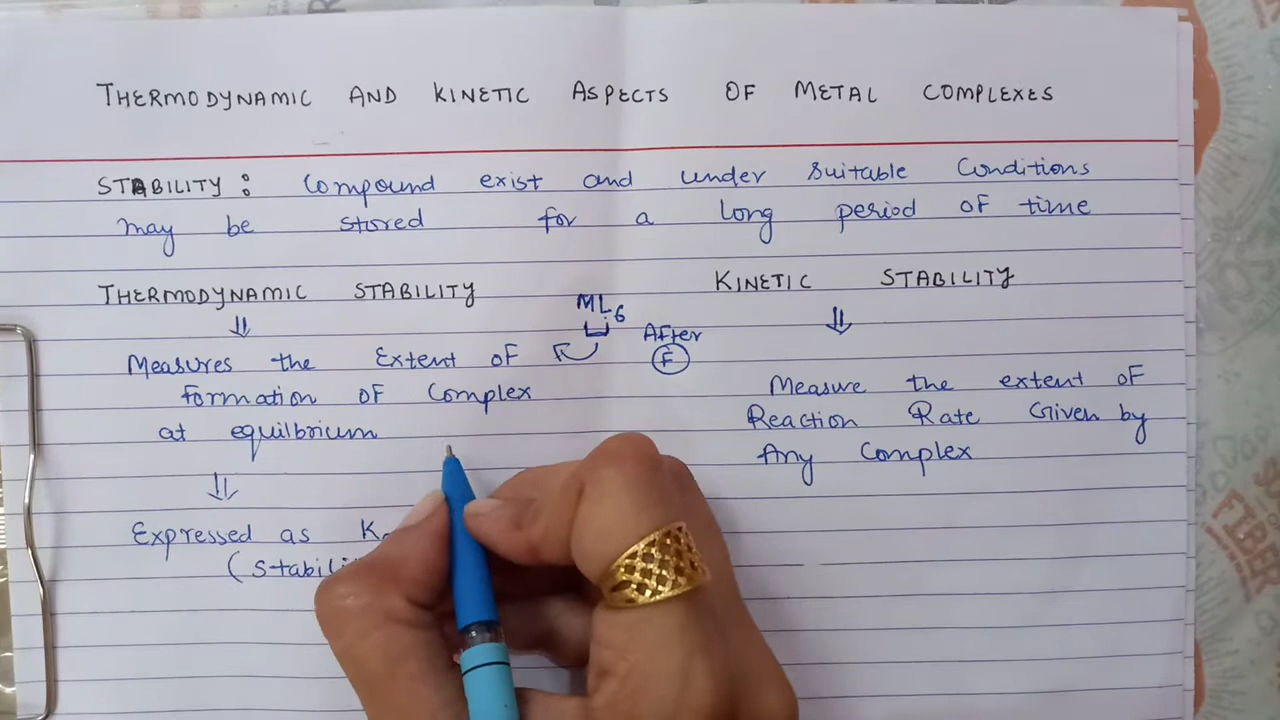 THERMODYNAMIC AND KINETIC ASPECTS OF METAL COMPLEXES
STABILITY : Compound exist and under suitable Conditions
may be stored for a long period of time
THERMODYNAMIC STABILITY
Measures the Extent of
formation of Complex
at equilbrium
Expressed as
ML6
After
F
KINETIC STABILITY
Measure the extent of
Reaction Rate Given by
Any Complex
FIBER